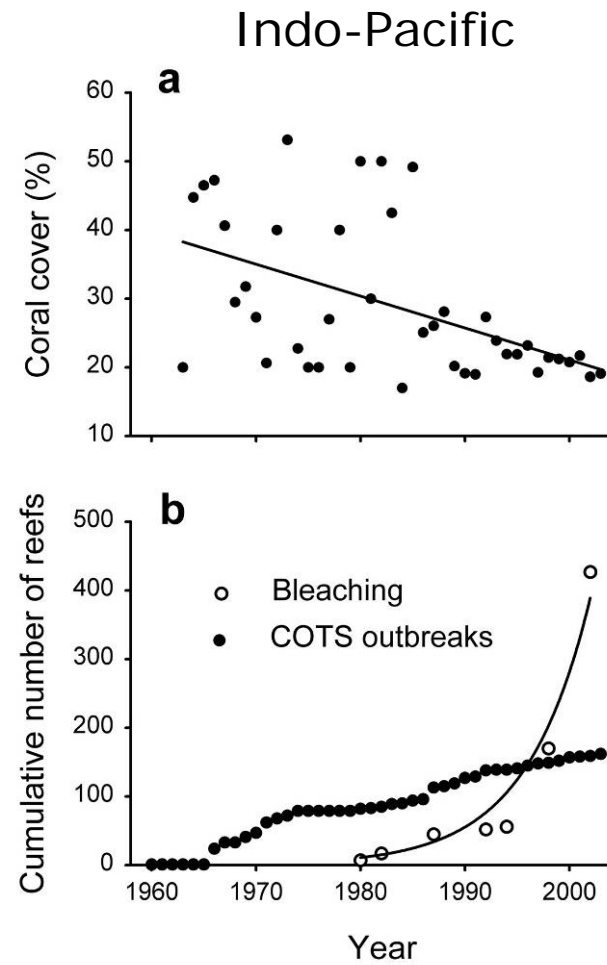 Indo-Pacific
a
60
50
40
30
20
10
Coral cover (%)
b
500
400
300
200
100
0
Cumulative number of reefs
Bleaching
COTS outbreaks
1960 1970 1980 1990 2000
Year